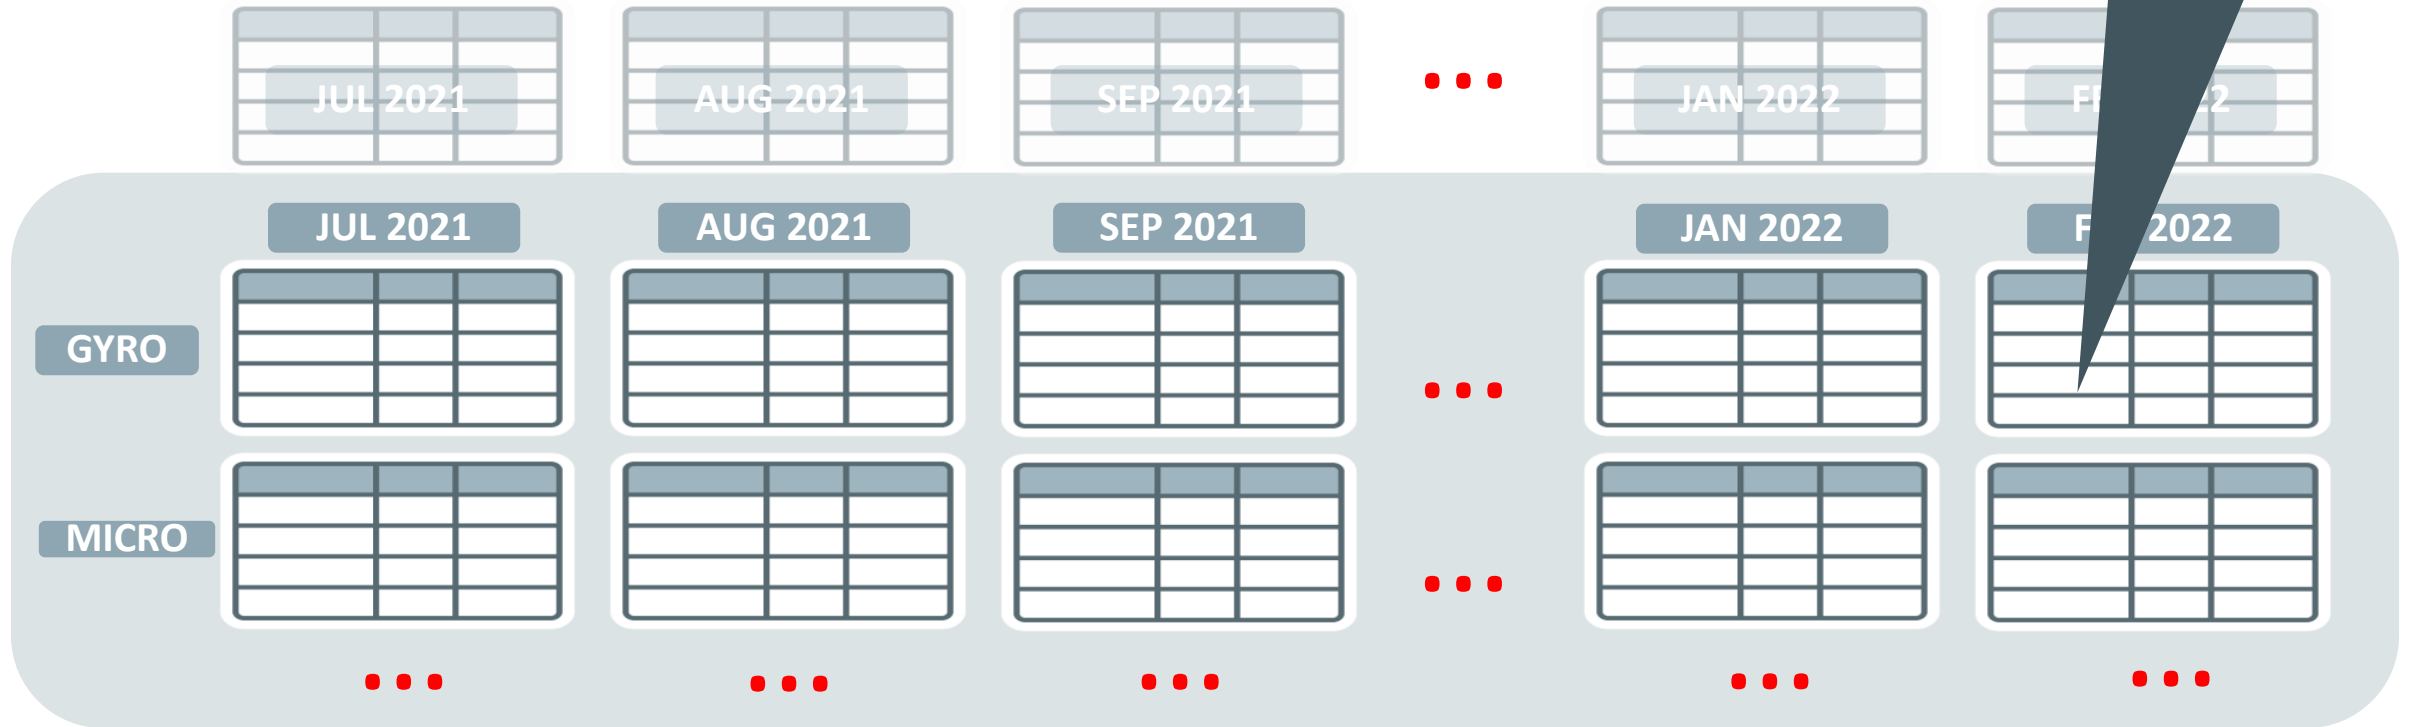 JUL 2021 AUG 2021 SEP 2021 ... JAN 2022 2
JUL 2021 AUG 2021 SEP 2021 JAN 2022 2022
GYRO
...
MICRO
...
... ... ... ... ...